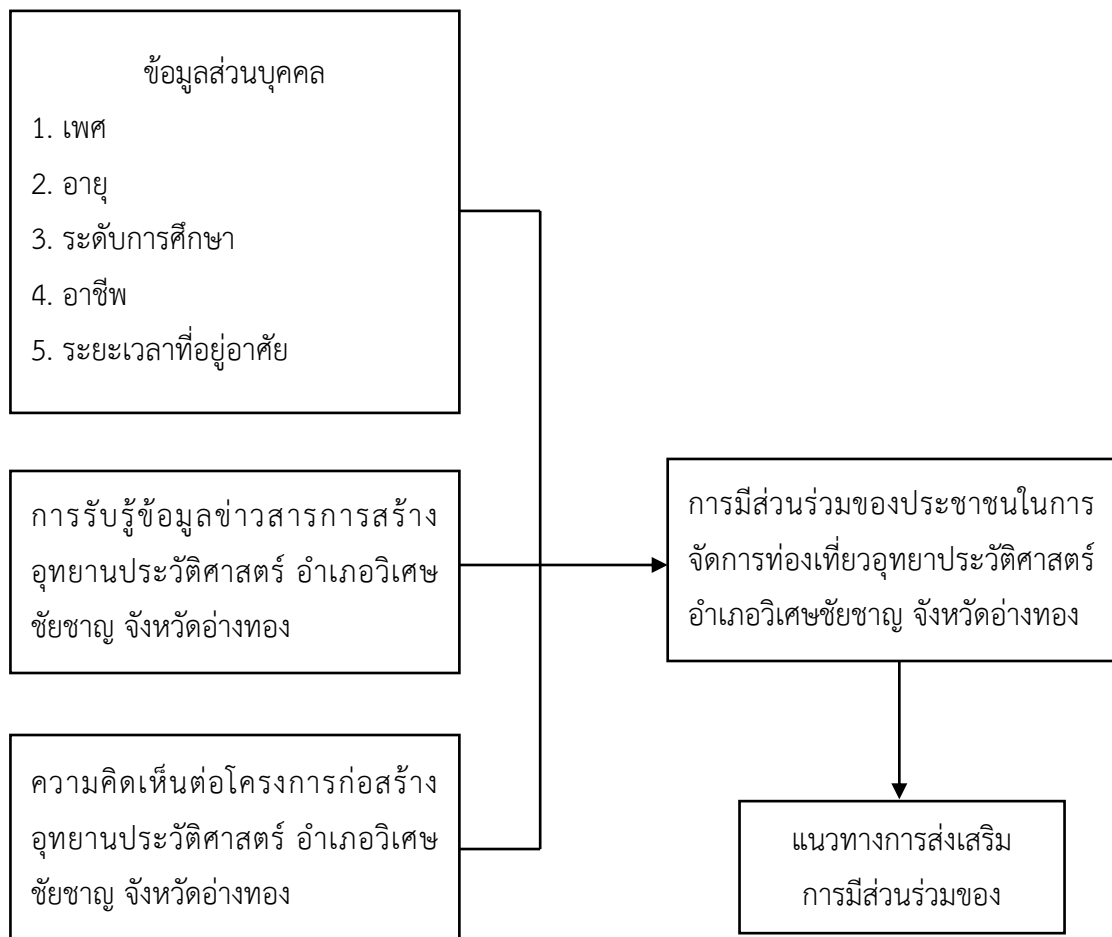 ข้อมูลส่วนบุคคล
1. เพศ
2. อายุ
3. ระดับการศึกษา
4. อาชีพ
5. ระยะเวลาที่อยู่อาศัย
การรับรู้ข้อมูลข่าวสารการสร้าง
อุทยานประวัติศาสตร์ อำเภอวิเศษ
ชัยชาญ จังหวัดอ่างทอง
ความคิดเห็นต่อโครงการก่อสร้าง
อุทยานประวัติศาสตร์ อำเภอวิเศษ
ชัยชาญ จังหวัดอ่างทอง
การมีส่วนร่วมของประชาชนในการ
จัดการท่องเที่ยวอุทยาประวัติศาสตร์
อำเภอวิเศษชัยชาญ จังหวัดอ่างทอง
แนวทางการส่งเสริม
การมีส่วนร่วมของ